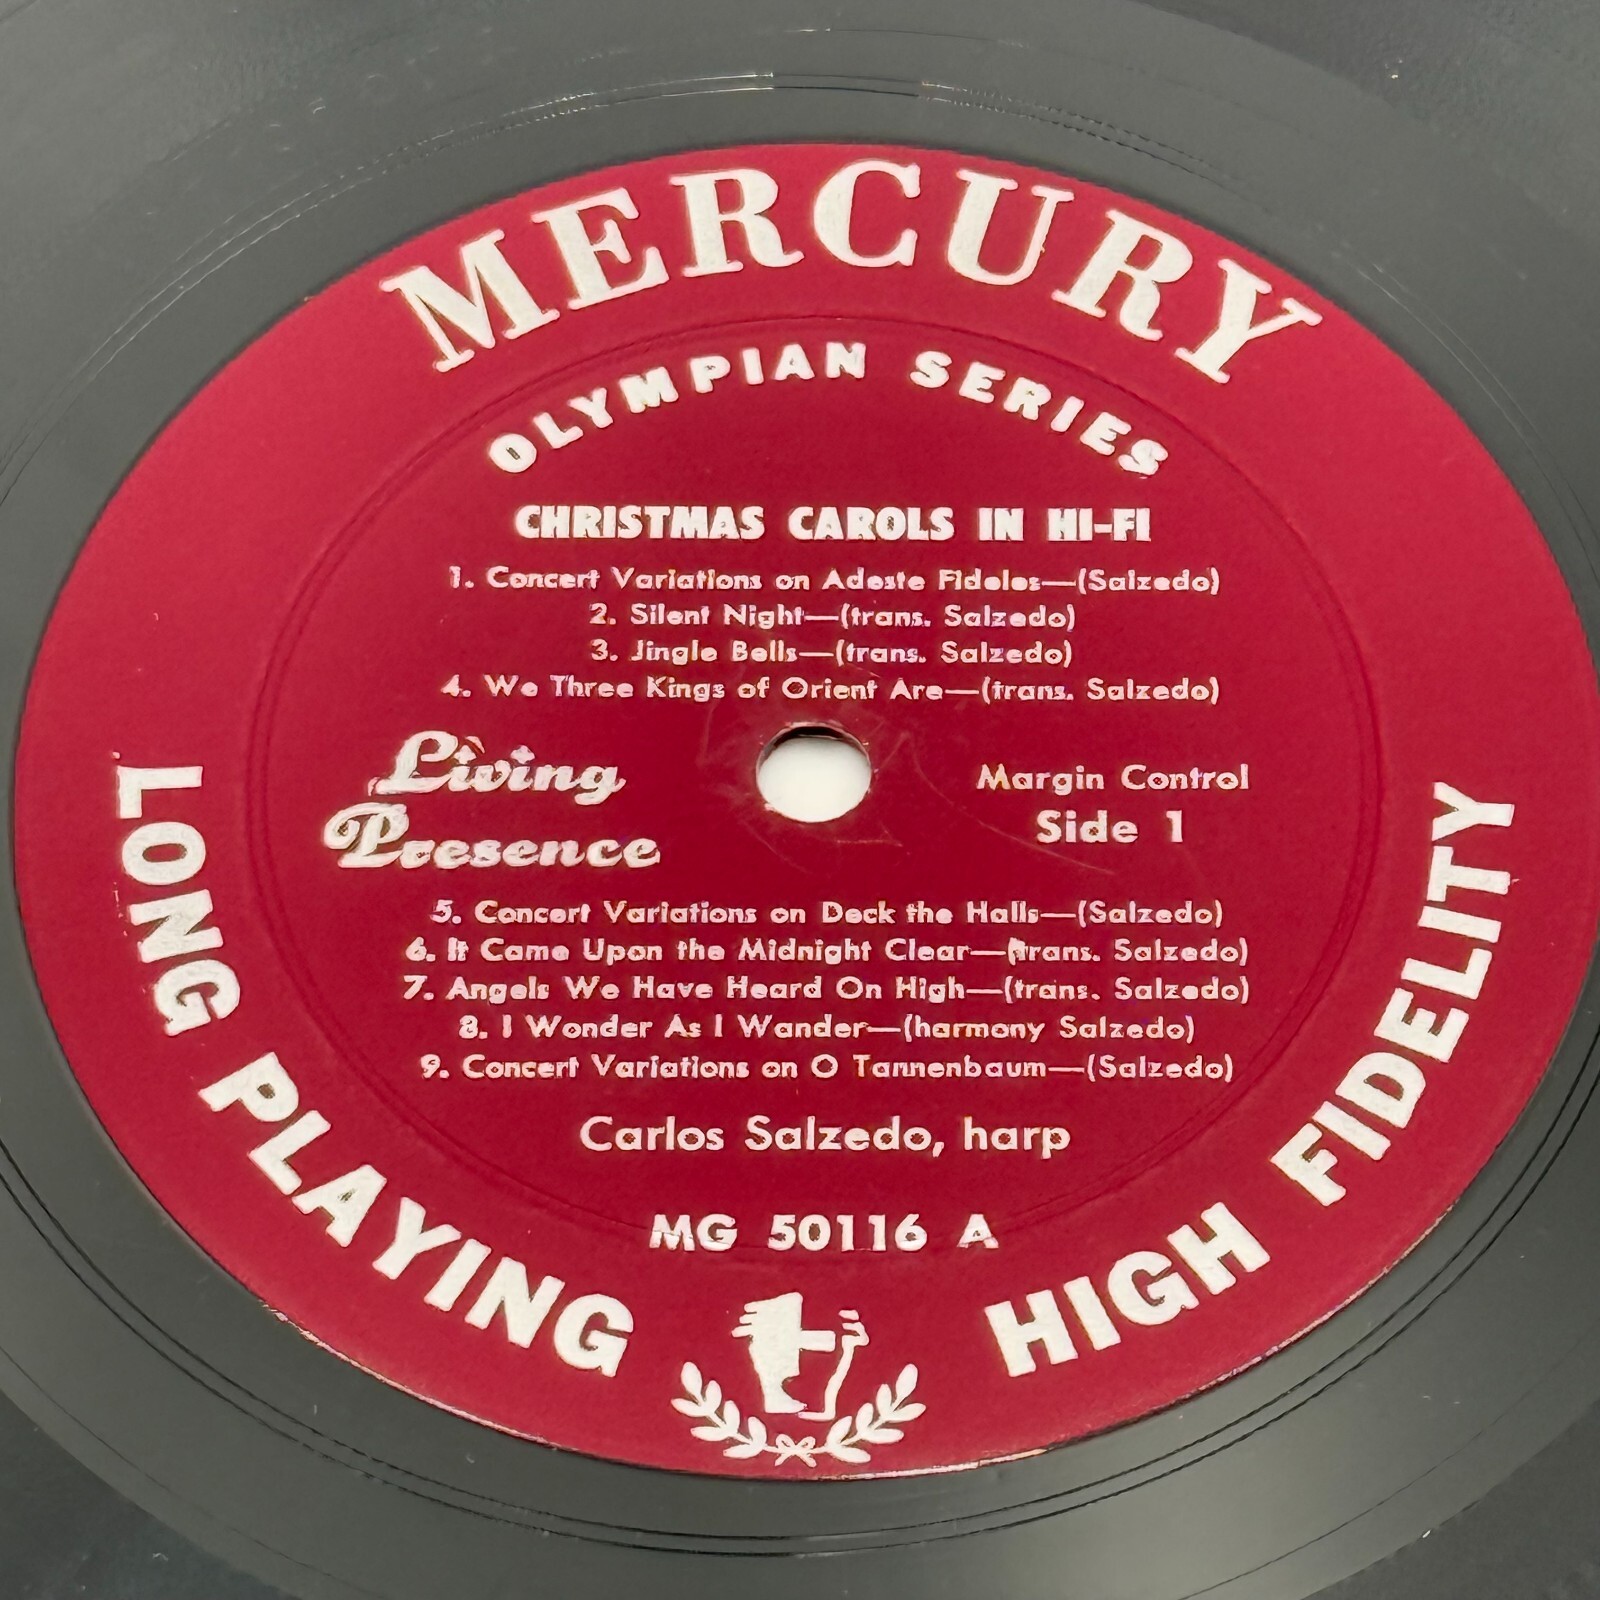 MERCURY
OLYMPIAN SERIES
CHRISTMAS CAROLS IN HI-FI
1. Concert Variations on Adeste Fideles—(Salzedo)
2. Silent Night—(trans. Salzedo)
3. Jingle Bells—(trans. Salzedo)
4. We Three Kings of Orient Are—(trans. Salzedo)
Living
Presence
Margin Control
Side 1
5. Concert Variations on Deck the Halls—(Salzedo)
6. It Came Upon the Midnight Clear—(trans. Salzedo)
7. Angels We Have Heard On High—(trans. Salzedo)
8. I Wonder As I Wander—(harmony Salzedo)
9. Concert Variations on O Tannenbaum—(Salzedo)
Carlos Salzedo, harp
MG 50116 A
LONG PLAYING
HIGH FIDELITY